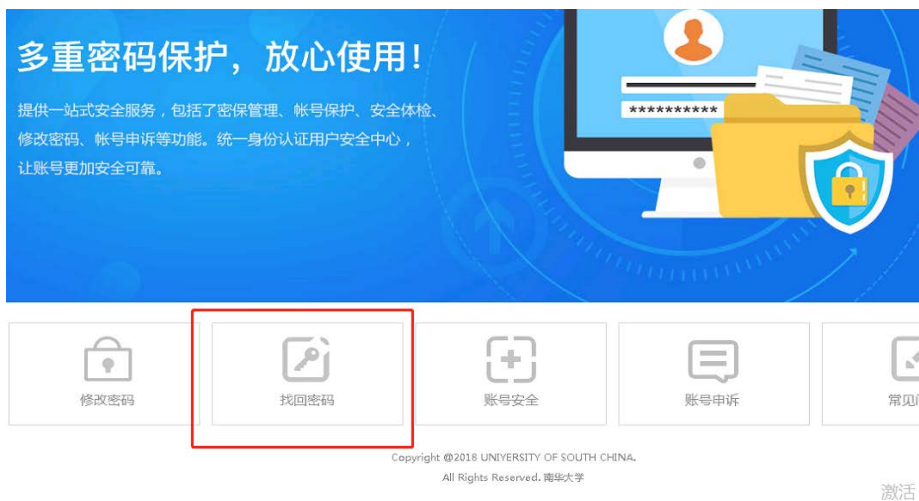 多重密码保护，放心使用！
提供一站式安全服务，包括了密保管理、帐号保护、安全体检、
修改密码、帐号申诉等功能。统一身份认证用户安全中心，
让账号更加安全可靠。
**********
修改密码
找回密码
账号安全
账号申诉
常见
Copyright @2018 UNIYERSITY OF SOUTH CHINA.
All Rights Reserved. 南华大学
激活